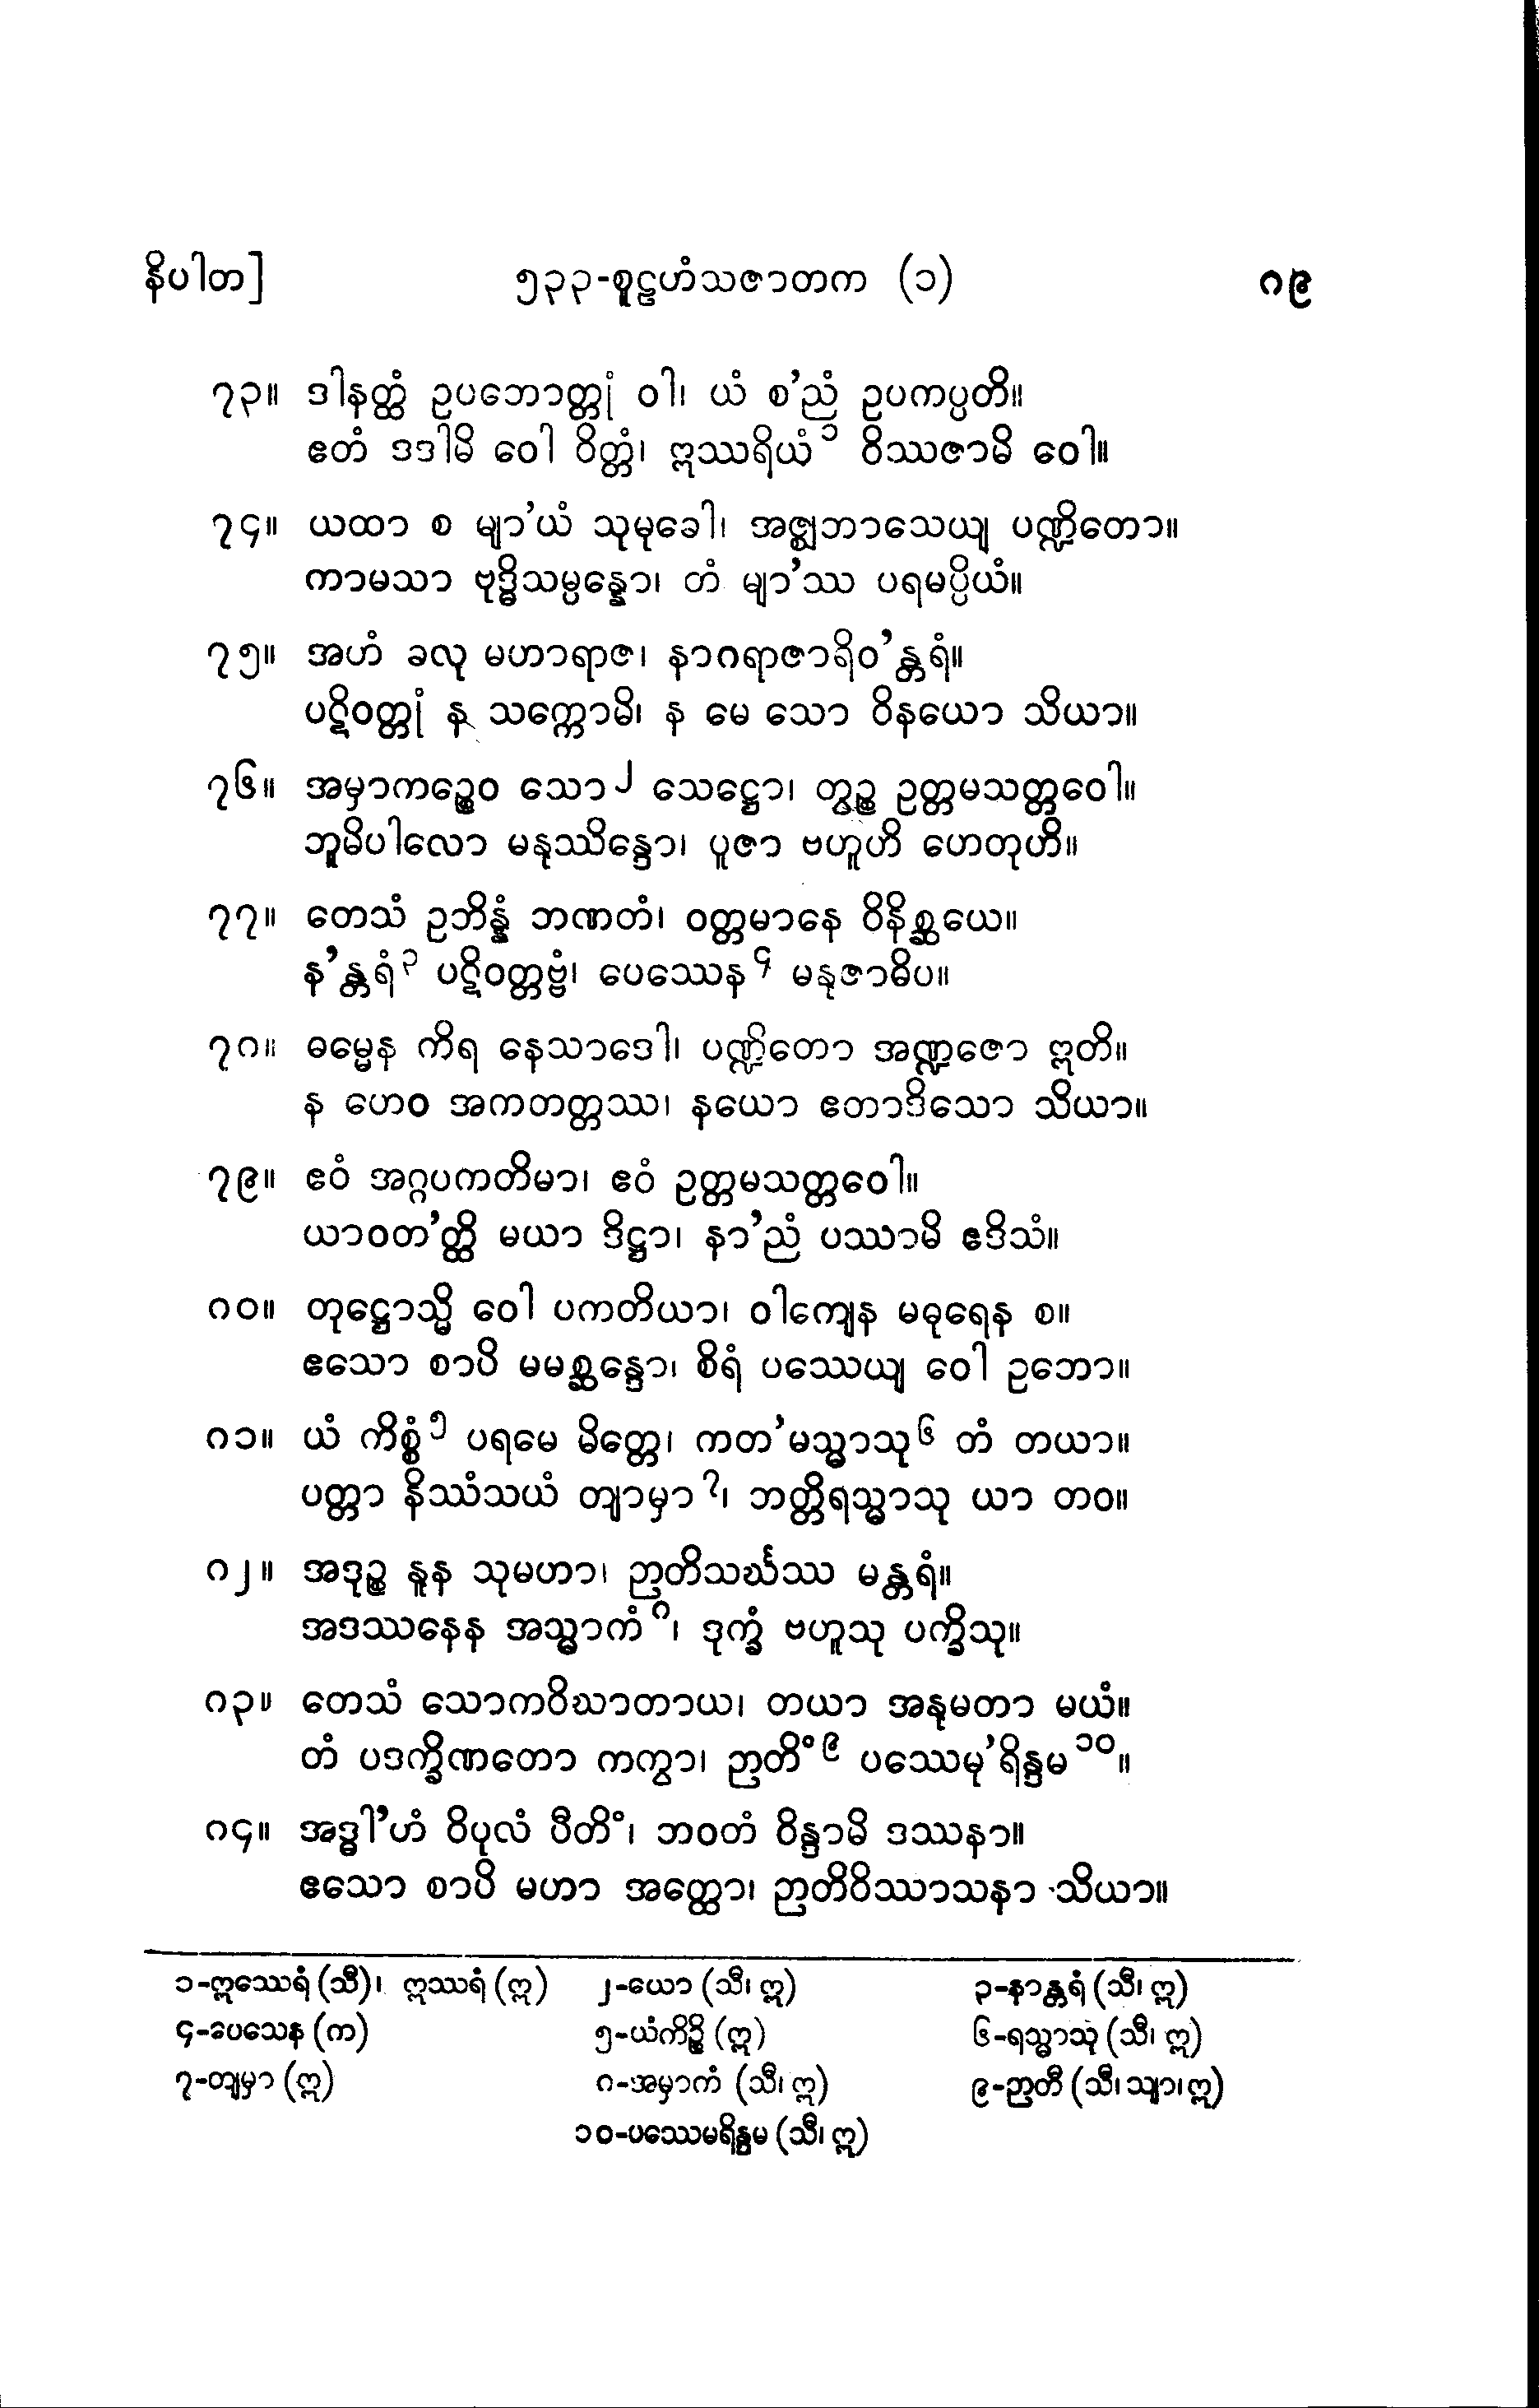 နိပါတ] ၅၃၃-စူဠဟံသဇာတက (၁) ၈၉
၇၃။ ဒါနတ္ထံ ဥပဘောတ္တုံ ဝါ၊ ယံ စ’ညံ ဥပကပ္ပတိ။
ဧတံ ဒဒါမိ ဝေါ ဝိတ္တံ၊ ဣဿရိယံ၁ ဝိဿဇာမိ ဝေါ။
၇၄။ ယထာ စ မျာ’ယံ သုမုခေါ၊ အဇ္ဈဘာသေယျ ပဏ္ဍိတော။
ကာမသာ ဗုဒ္ဓိသမ္ပန္နော၊ တံ မျာ’ဿ ပရမပ္ပိယံ။
၇၅။ အဟံ ခလု မဟာရာဇ၊ နာဂရာဇာရိဝ’န္တရံ။
ပဋိဝတ္တုံ န သက္ကောမိ၊ န မေ သော ဝိနယော သိယာ။
၇၆။ အမှာကဉ္စေဝ သော၂ သေဋ္ဌော၊ တွဉ္စ ဥတ္တမသတ္တဝေါ။
ဘူမိပါလော မနုဿိန္ဒော၊ ပူဇာ ဗဟူဟိ ဟေတုဟိ။
၇၇။ တေသံ ဥဘိန္နံ ဘဏတံ၊ ဝတ္တမာနေ ဝိနိစ္ဆယေ။
န’န္တရံ၃ ပဋိဝတ္တဗ္ဗံ၊ ပေဿေန၄ မနုဇာဓိပ။
၇၈။ ဓမ္မေန ကိရ နေသာဒေါ၊ ပဏ္ဍိတော အဏ္ဍဇော ဣတိ။
န ဟေဝ အကတတ္တဿ၊ နယော ဧတာဒိသော သိယာ။
၇၉။ ဧဝံ အဂ္ဂပကတိမာ၊ ဧဝံ ဥတ္တမသတ္တဝေါ။
ယာဝတ’တ္ထိ မယာ ဒိဋ္ဌာ၊ နာ’ညံ ပဿာမိ ဧဒိသံ။
၈၀။ တုဋ္ဌောသ္မိ ဝေါ ပကတိယာ၊ ဝါကျေန မဓုရေန စ။
ဧသော စာပိ မမစ္ဆန္ဒော၊ စိရံ ပဿေယျ ဝေါ ဥဘော။
၈၁။ ယံ ကိစ္စံ၅ ပရမေ မိတ္တေ၊ ကတ’မသ္မာသု၆ တံ တယာ။
ပတ္တာ နိဿံသယံ တျာမှာ၇၊ ဘတ္တိရသ္မာသု ယာ တဝ။
၈၂။ အဒုဉ္စ နူန သုမဟာ၊ ဉာတိသင်္ဃဿ မန္တရံ။
အဒဿနေန အသ္မာကံ၈၊ ဒုက္ခံ ဗဟူသု ပက္ခိသု။
၈၃။ တေသံ သောကဝိဃာတာယ၊ တယာ အနုမတာ မယံ။
တံ ပဒက္ခိဏတော ကကွာ၊ ဉာတိံ၉ ပဿေမု’ရိန္ဒမ၁၀။
၈၄။ အဒ္ဓါ’ဟံ ဝိပုလံ ပီတိံ၊ ဘဝတံ ဝိန္ဒာမိ ဒဿနာ။
ဧသော စာပိ မဟာ အတ္ထော၊ ဉာတိဝိဿာသနာ သိယာ။
၁-ဣဿေရံ (သီ)၊ ဣဿရံ (ဣ) ၂-ယော (သီ၊ ဣ) ၃-နာန္တရံ (သီ၊ ဣ)
၄-ပေသေန (က) ၅-ယံကိဉ္စိ (ဣ) ၆-ရသ္မာသု (သီ၊ ဣ)
၇-တျမှာ (ဣ) ၈-အမှာကံ (သီ၊ ဣ) ၉-ဉာတီ (သီ၊ သျာ၊ ဣ)
၁၀-ပဿေမရိန္ဒမ (သီ၊ ဣ)